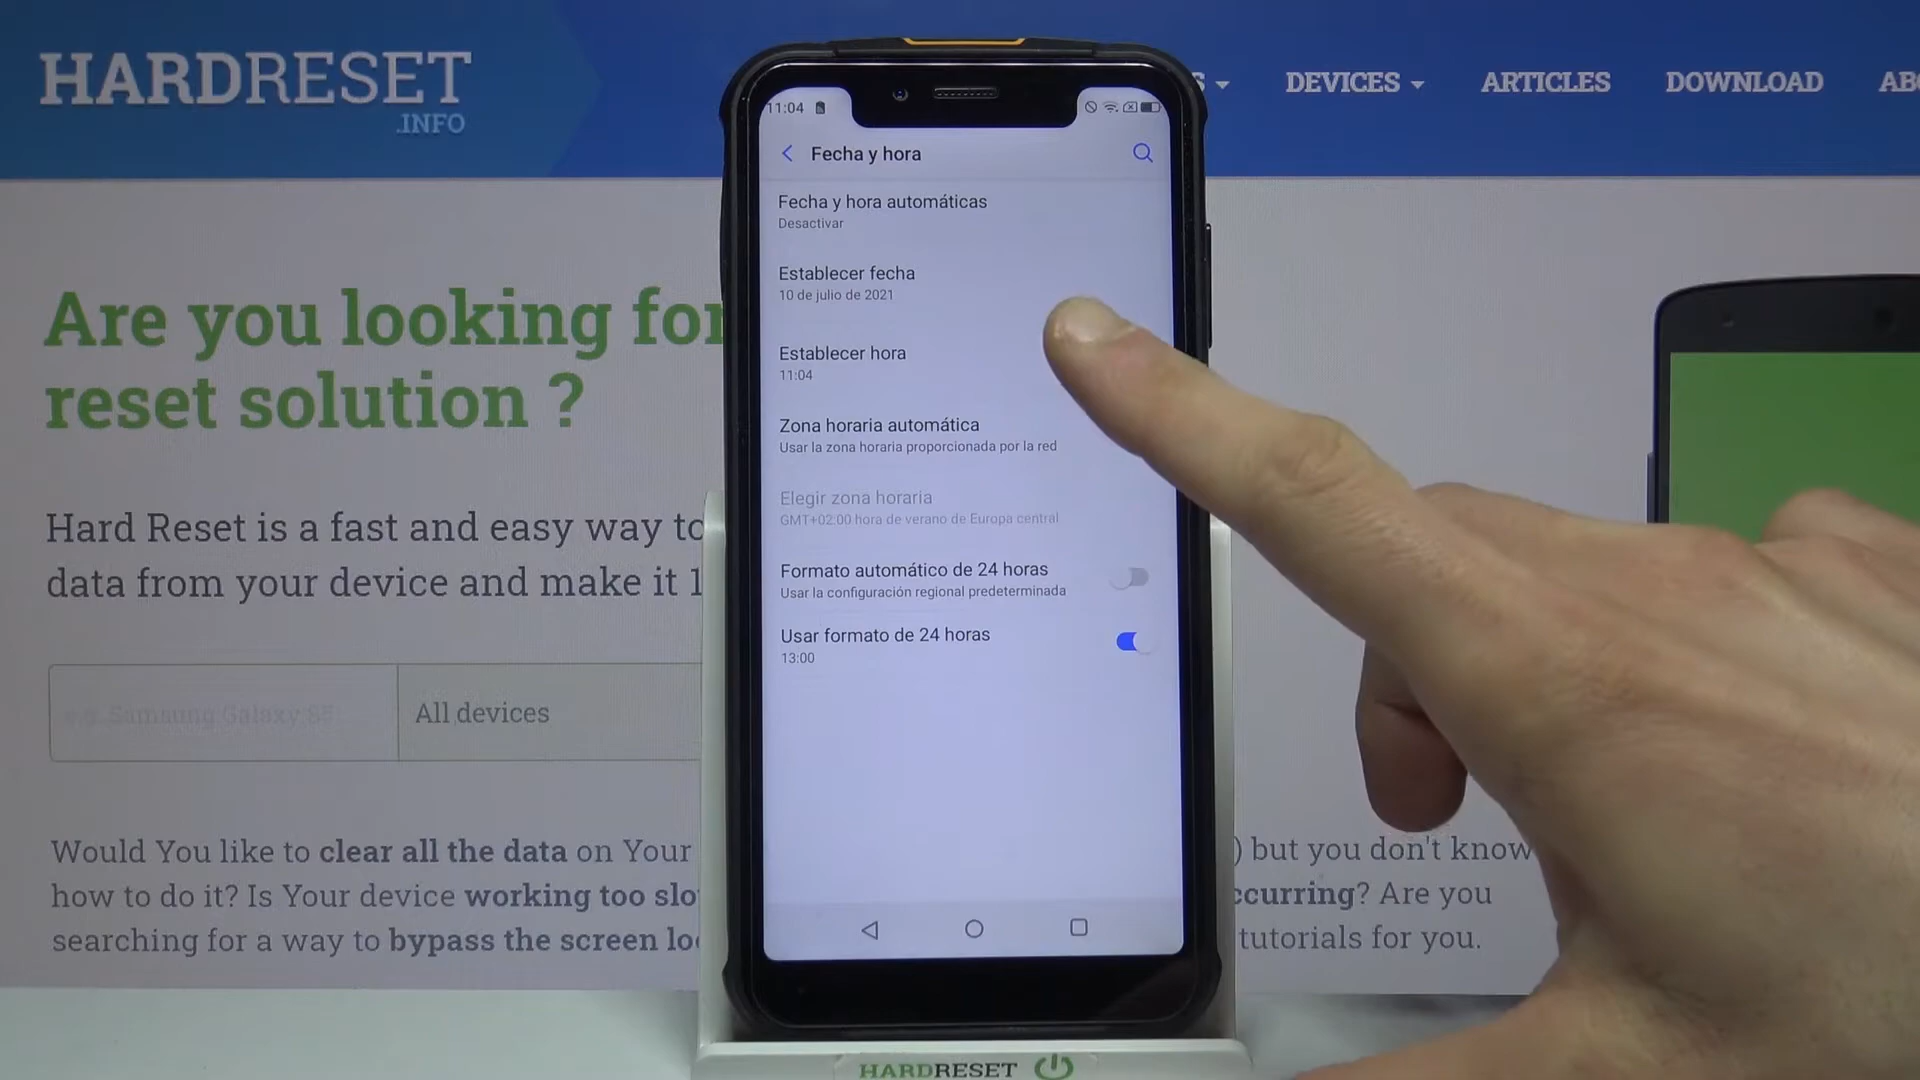 HARDRESET
.INFO
DEVICES
ARTICLES
DOWNLOAD
Are you looking for
reset solution ?
Hard Reset is a fast and easy way to
data from your device and make it
All devices
Would You like to clear all the data on Your
how to do it? Is Your device working too
searching for a way to bypass the screen
) but you don't know
? Are you
tutorials for you.
11:04
Fecha y hora
Fecha y hora automáticas
Desactivar
Establecer fecha
10 de julio de 2021
Establecer hora
11:04
Zona horaria automática
Usar la zona horaria proporcionada por la red
Elegir zona horaria
GMT+02:00 hora de verano de Europa central
Formato automático de 24 horas
Usar la configuración regional predeterminada
Usar formato de 24 horas
13:00
HARDRESET